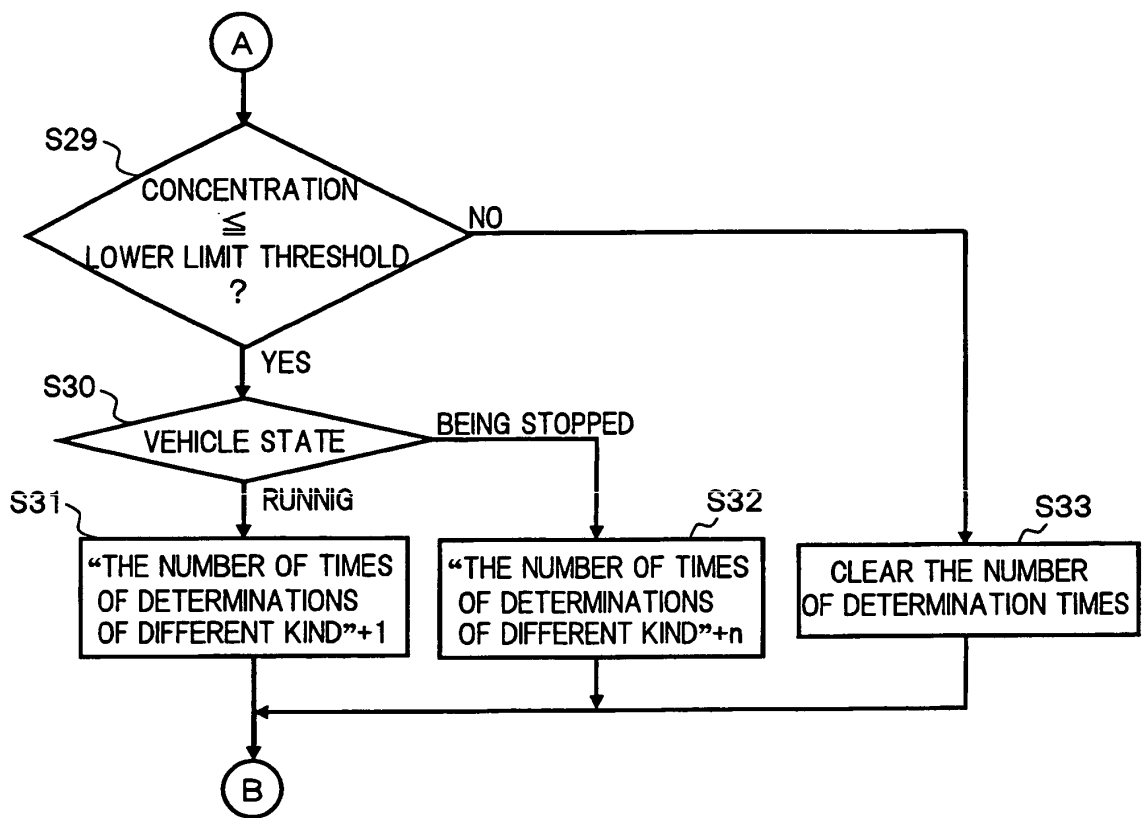 A
S29
CONCENTRATION
≦
LOWER LIMIT THRESHOLD
?
NO
YES
S30
VEHICLE STATE
BEING STOPPED
RUNNIG
S31
“THE NUMBER OF TIMES
OF DETERMINATIONS
OF DIFFERENT KIND”+1
S32
“THE NUMBER OF TIMES
OF DETERMINATIONS
OF DIFFERENT KIND”+n
S33
CLEAR THE NUMBER
OF DETERMINATION TIMES
B